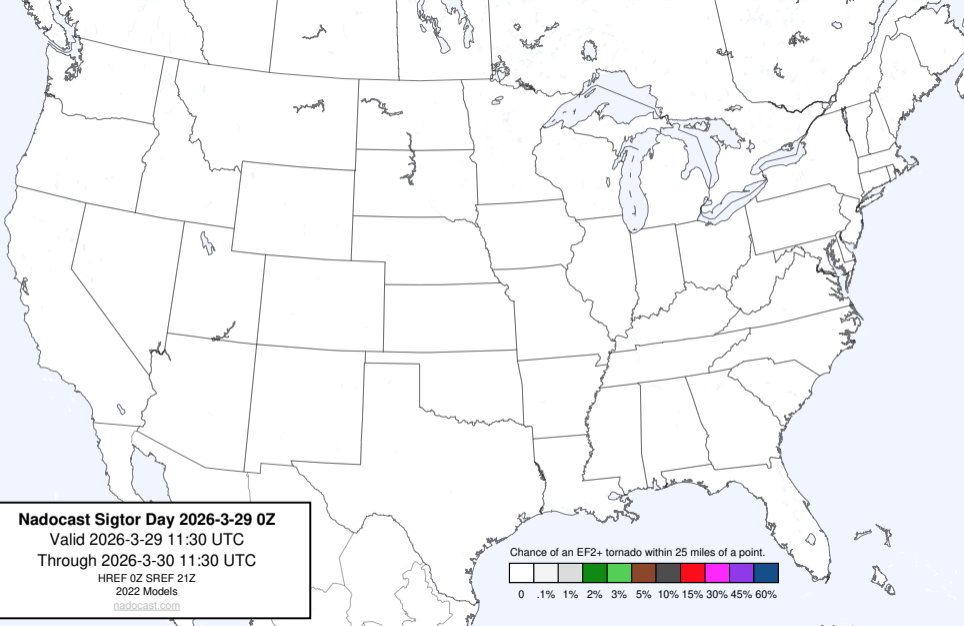 Nadocast Sigtor Day 2026-3-29 0Z
Valid 2026-3-29 11:30 UTC
Through 2026-3-30 11:30 UTC
HREF 0Z SREF 21Z
2022 Models
nadocast.com
Chance of an EF2+ tornado within 25 miles of a point.
0 .1% 1% 2% 3% 5% 10% 15% 30% 45% 60%